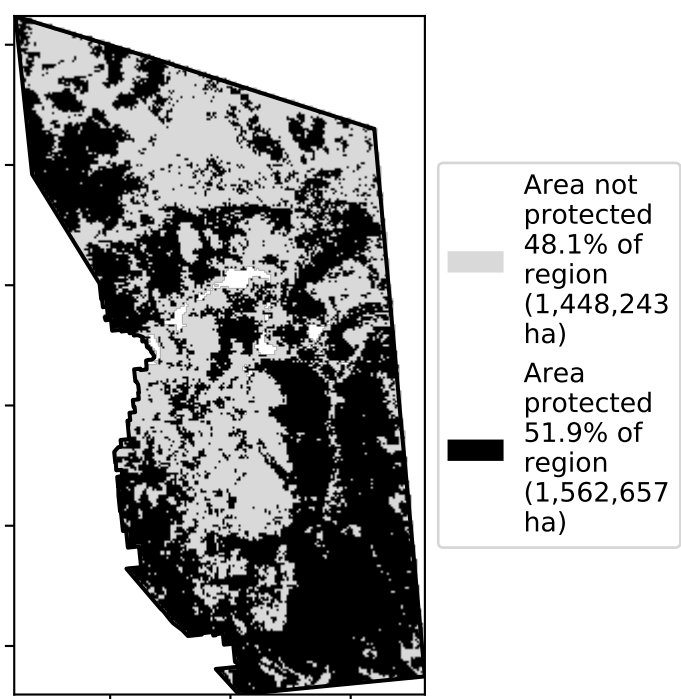 Area not
protected
48.1% of
region
(1,448,243
ha)
Area
protected
51.9% of
region
(1,562,657
ha)